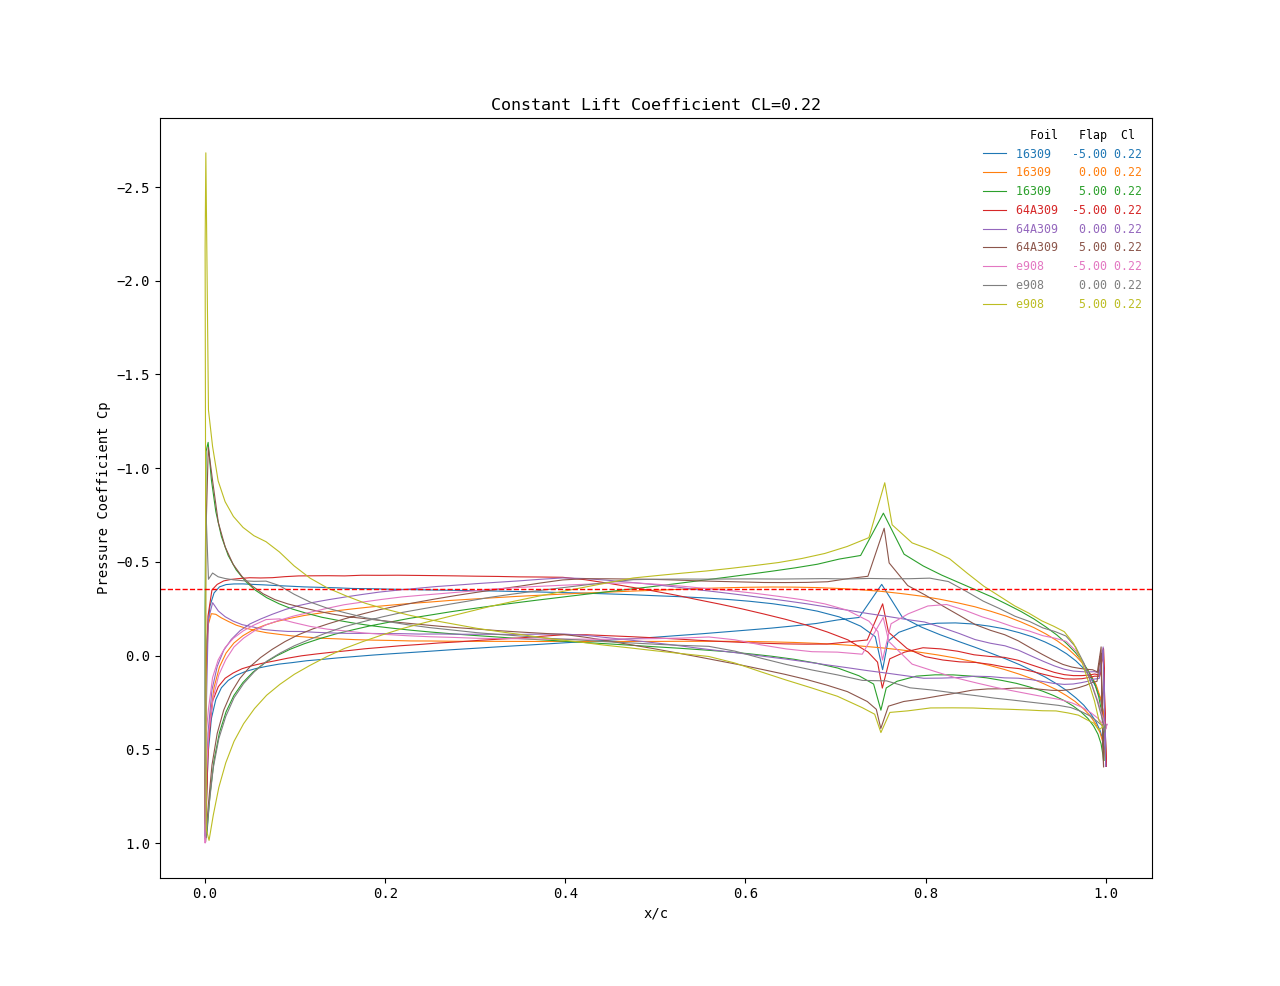 Constant Lift Coefficient CL=0.22
Foil Flap Cl
16309 -5.00 0.22
16309 0.00 0.22
16309 5.00 0.22
64A309 -5.00 0.22
64A309 0.00 0.22
64A309 5.00 0.22
e908 -5.00 0.22
e908 0.00 0.22
e908 5.00 0.22
Pressure Coefficient Cp
−2.5
−2.0
−1.5
−1.0
−0.5
0.0
0.5
1.0
0.0 0.2 0.4 0.6 0.8 1.0
x/c